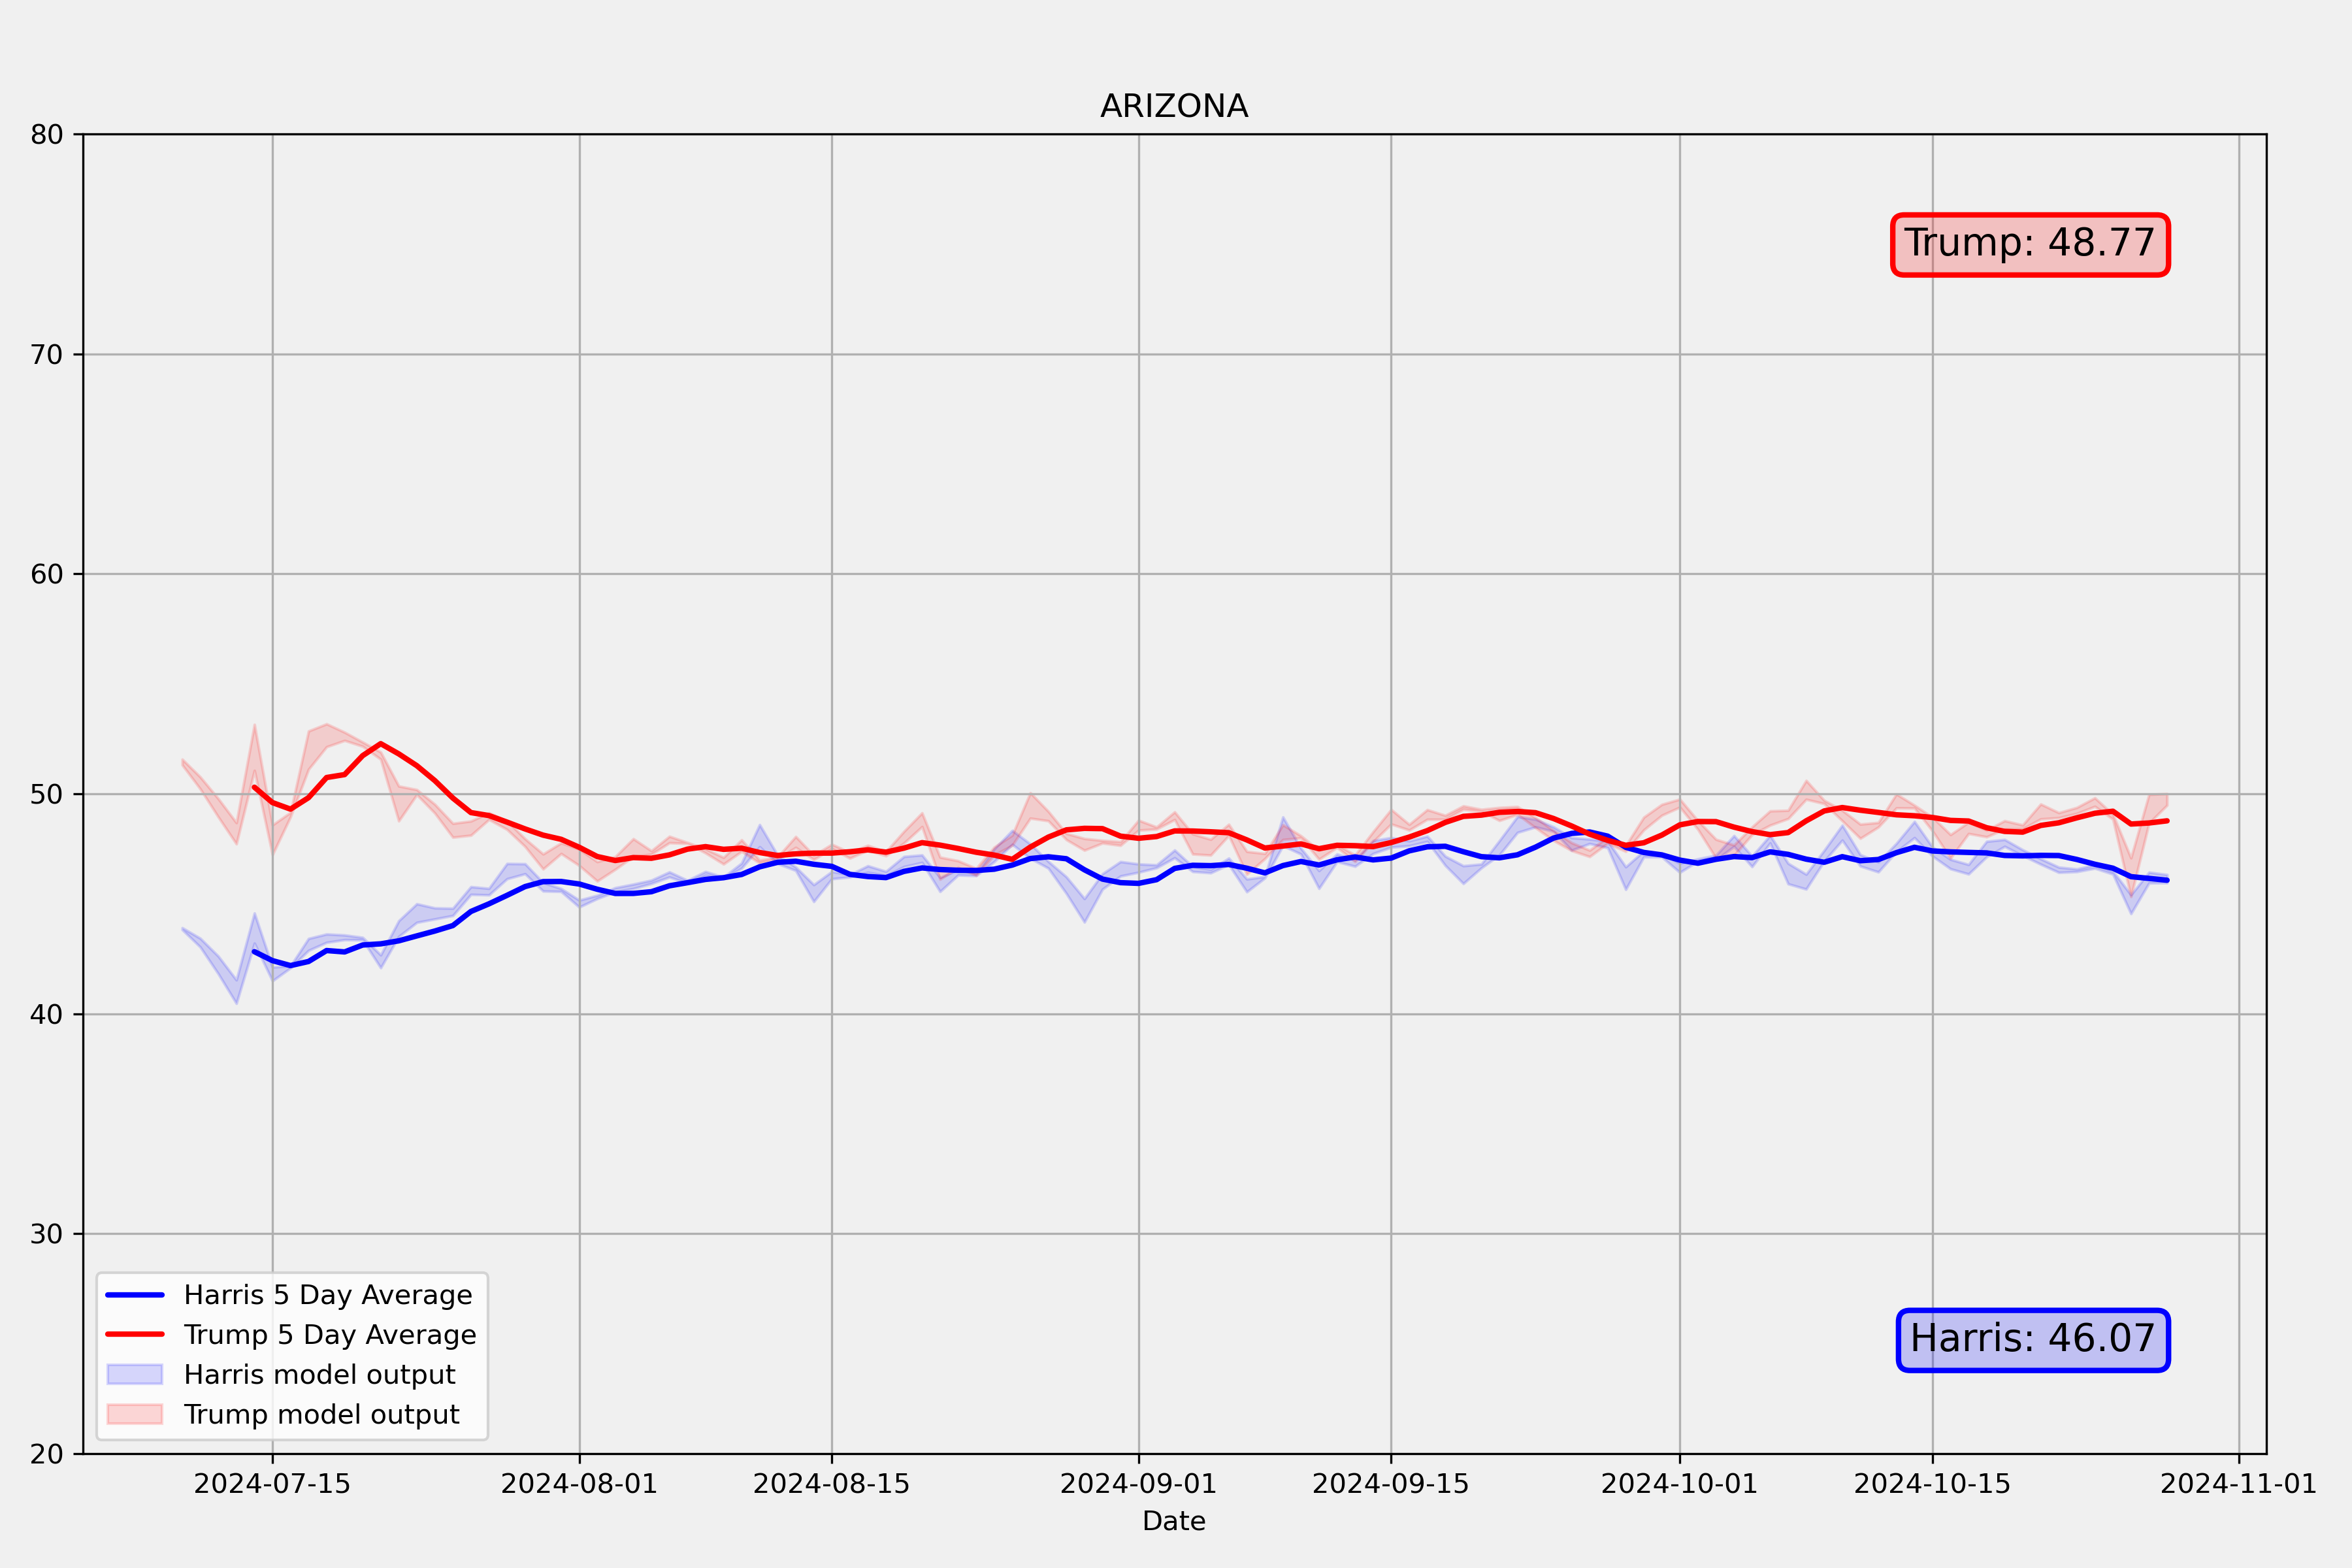 ARIZONA
80
70
60
50
40
30
20
Trump: 48.77
Harris: 46.07
Harris 5 Day Average
Trump 5 Day Average
Harris model output
Trump model output
2024-07-15 2024-08-01 2024-08-15 2024-09-01 2024-09-15 2024-10-01 2024-10-15 2024-11-01
Date